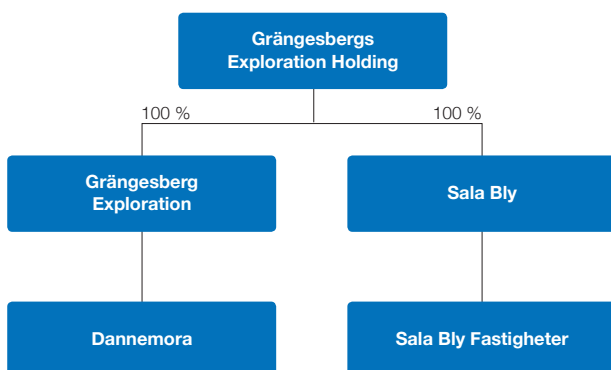 Grängesbergs
Exploration Holding
100 %
100 %
Grängesberg
Exploration
Sala Bly
Dannemora
Sala Bly Fastigheter